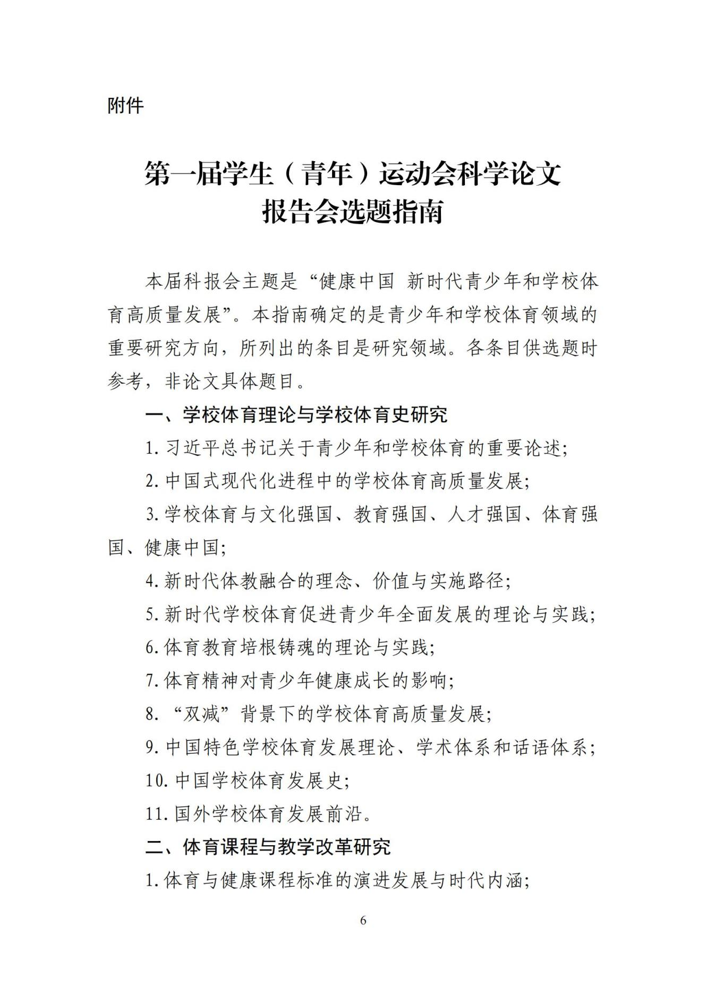 附件
第一届学生（青年）运动会科学论文
报告会选题指南
本届科报会主题是“健康中国 新时代青少年和学校体
育高质量发展”。本指南确定的是青少年和学校体育领域的
重要研究方向，所列出的条目是研究领域。各条目供选题时
参考，非论文具体题目。
一、学校体育理论与学校体育史研究
1.习近平总书记关于青少年和学校体育的重要论述；
2.中国式现代化进程中的学校体育高质量发展；
3.学校体育与文化强国、教育强国、人才强国、体育强
国、健康中国；
4.新时代体教融合的理念、价值与实施路径；
5.新时代学校体育促进青少年全面发展的理论与实践；
6.体育教育培根铸魂的理论与实践；
7.体育精神对青少年健康成长的影响；
8.“双减”背景下的学校体育高质量发展；
9.中国特色学校体育发展理论、学术体系和话语体系；
10.中国学校体育发展史；
11.国外学校体育发展前沿。
二、体育课程与教学改革研究
1.体育与健康课程标准的演进发展与时代内涵；
6